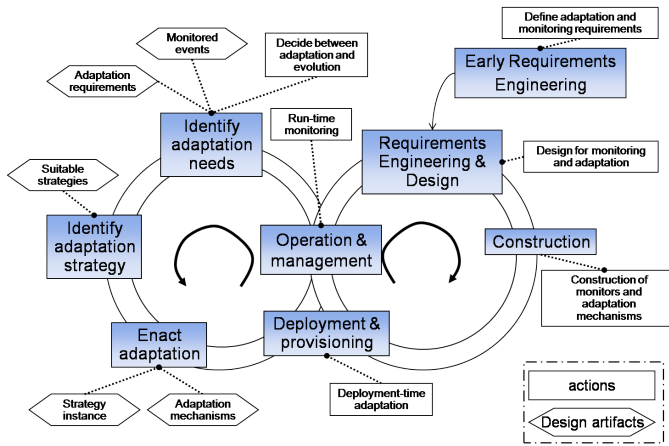 Monitored
events
Define adaptation and
monitoring requirements
Decide between
adaptation and
evolution
Adaptation
requirements
Early Requirements
Engineering
Identify
adaptation
needs
Run-time
monitoring
Requirements
Engineering &
Design
Design for monitoring
and adaptation
Suitable
strategies
Identify
adaptation
strategy
Operation &
management
Construction
Construction of
monitors and
adaptation
mechanisms
Enact
adaptation
Deployment &
provisioning
Strategy
instance
Adaptation
mechanisms
Deployment-time
adaptation
actions
Design artifacts